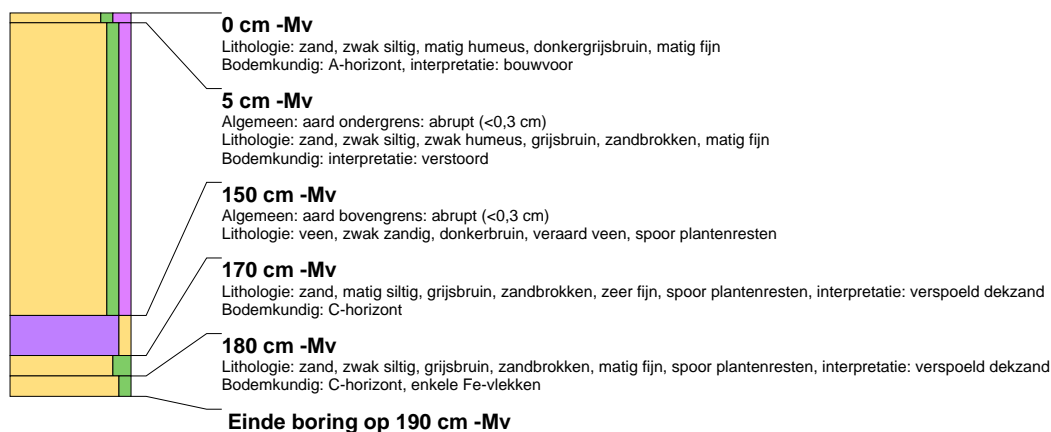 0 cm -Mv
Lithologie: zand, zwak siltig, matig humeus, donkergrijsbruin, matig fijn
Bodemkundig: A-horizont, interpretatie: bouwvoor
5 cm -Mv
Algemeen: aard ondergrens: abrupt (<0,3 cm)
Lithologie: zand, zwak siltig, zwak humeus, grijsbruin, zandbrokken, matig fijn
Bodemkundig: interpretatie: verstoord
150 cm -Mv
Algemeen: aard bovengrens: abrupt (<0,3 cm)
Lithologie: veen, zwak zandig, donkerbruin, veraard veen, spoor plantenresten
170 cm -Mv
Lithologie: zand, matig siltig, grijsbruin, zandbrokken, zeer fijn, spoor plantenresten, interpretatie: verspoeld dekzand
Bodemkundig: C-horizont
180 cm -Mv
Lithologie: zand, zwak siltig, grijsbruin, zandbrokken, matig fijn, spoor plantenresten, interpretatie: verspoeld dekzand
Bodemkundig: C-horizont, enkele Fe-vlekken
Einde boring op 190 cm -Mv